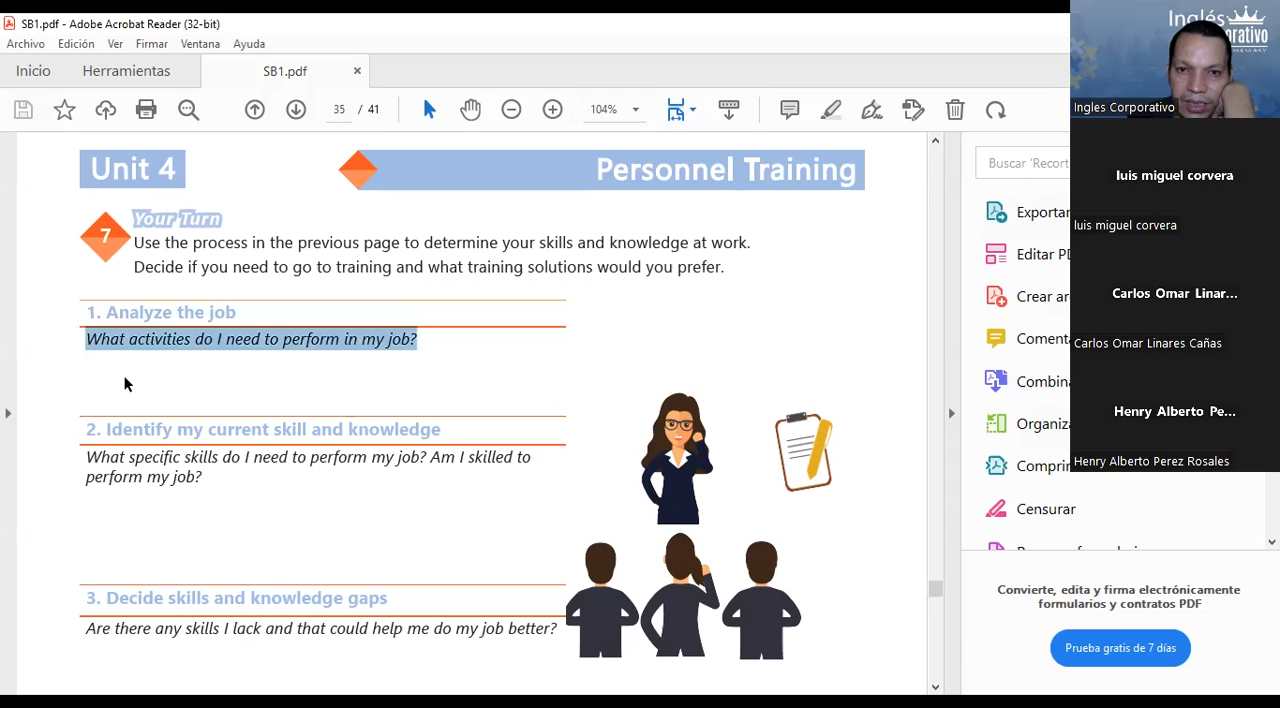 SB1.pdf - Adobe Acrobat Reader (32-bit)
Archivo Edición Ver Firmar Ventana Ayuda
Inicio Herramientas SB1.pdf ×
35 / 41 104%
Unit 4 Personnel Training
7 Your Turn
Use the process in the previous page to determine your skills and knowledge at work.
Decide if you need to go to training and what training solutions would you prefer.
1. Analyze the job
What activities do I need to perform in my job?
2. Identify my current skill and knowledge
What specific skills do I need to perform my job? Am I skilled to
perform my job?
3. Decide skills and knowledge gaps
Are there any skills I lack and that could help me do my job better?
Buscar 'Recort
Exportar
Editar PD
Crear ar
Comenta
Combina
Organiza
Comprin
Censurar
Convierte, edita y firma electrónicamente
formularios y contratos PDF
Prueba gratis de 7 días
Inglés
orativo
Ingles Corporativo
luis miguel corvera
luis miguel corvera
Carlos Omar Linar...
Carlos Omar Linares Cañas
Henry Alberto Pe...
Henry Alberto Perez Rosales